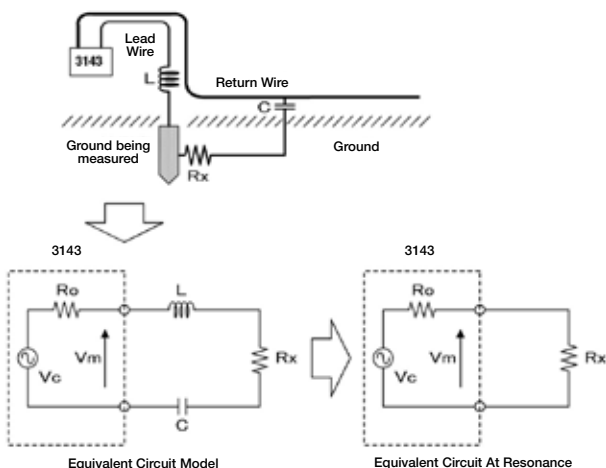 Lead
Wire
3143
L
Return Wire
C
Ground being
measured
Ground
Rx
3143
3143
Ro
L
Ro
Vm
Rx
Vm
Rx
Vc
Vc
C
Equivalent Circuit Model
Equivalent Circuit At Resonance